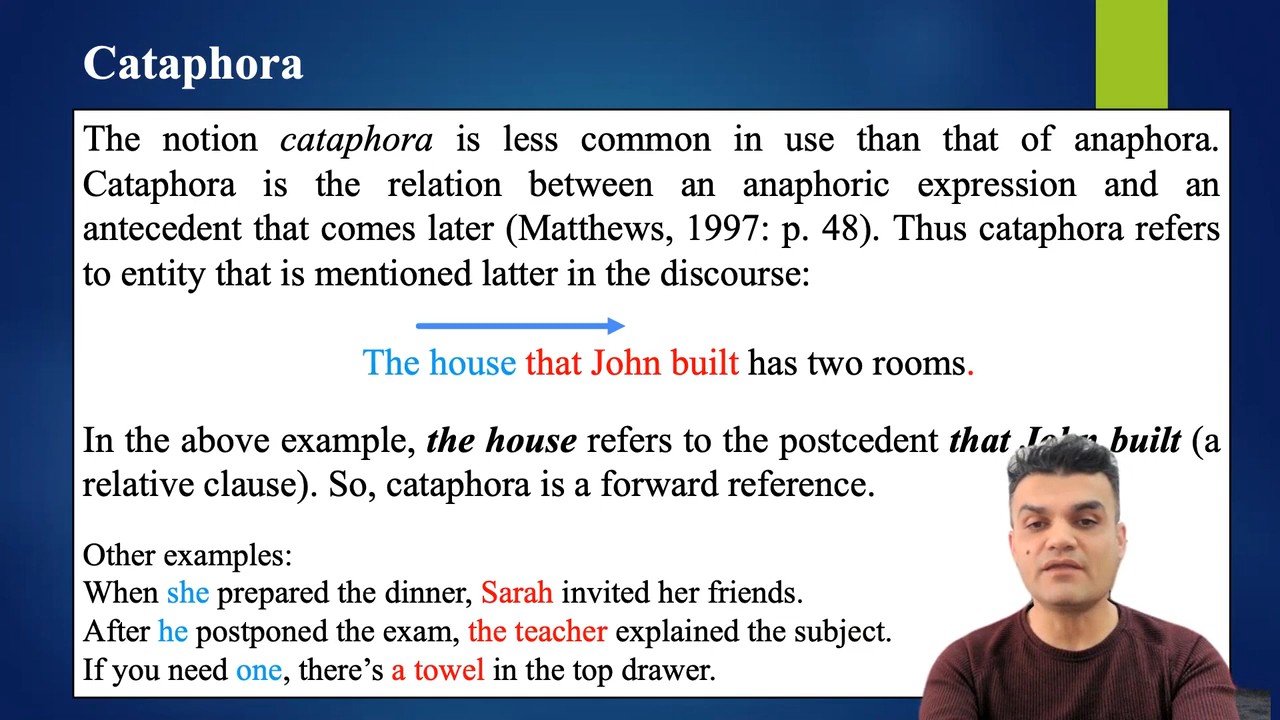 Cataphora
The notion cataphora is less common in use than that of anaphora.
Cataphora is the relation between an anaphoric expression and an
antecedent that comes later (Matthews, 1997: p. 48). Thus cataphora refers
to entity that is mentioned latter in the discourse:
The house that John built has two rooms.
In the above example, the house refers to the postcedent that John built (a
relative clause). So, cataphora is a forward reference.
Other examples:
When she prepared the dinner, Sarah invited her friends.
After he postponed the exam, the teacher explained the subject.
If you need one, there’s a towel in the top drawer.